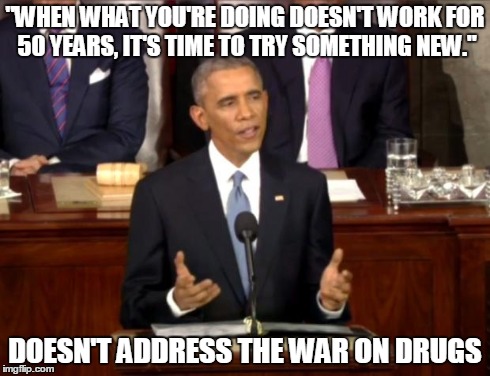 "WHEN WHAT YOU'RE DOING DOESN'T WORK FOR
50 YEARS, IT'S TIME TO TRY SOMETHING NEW."
DOESN'T ADDRESS THE WAR ON DRUGS
imgflip.com